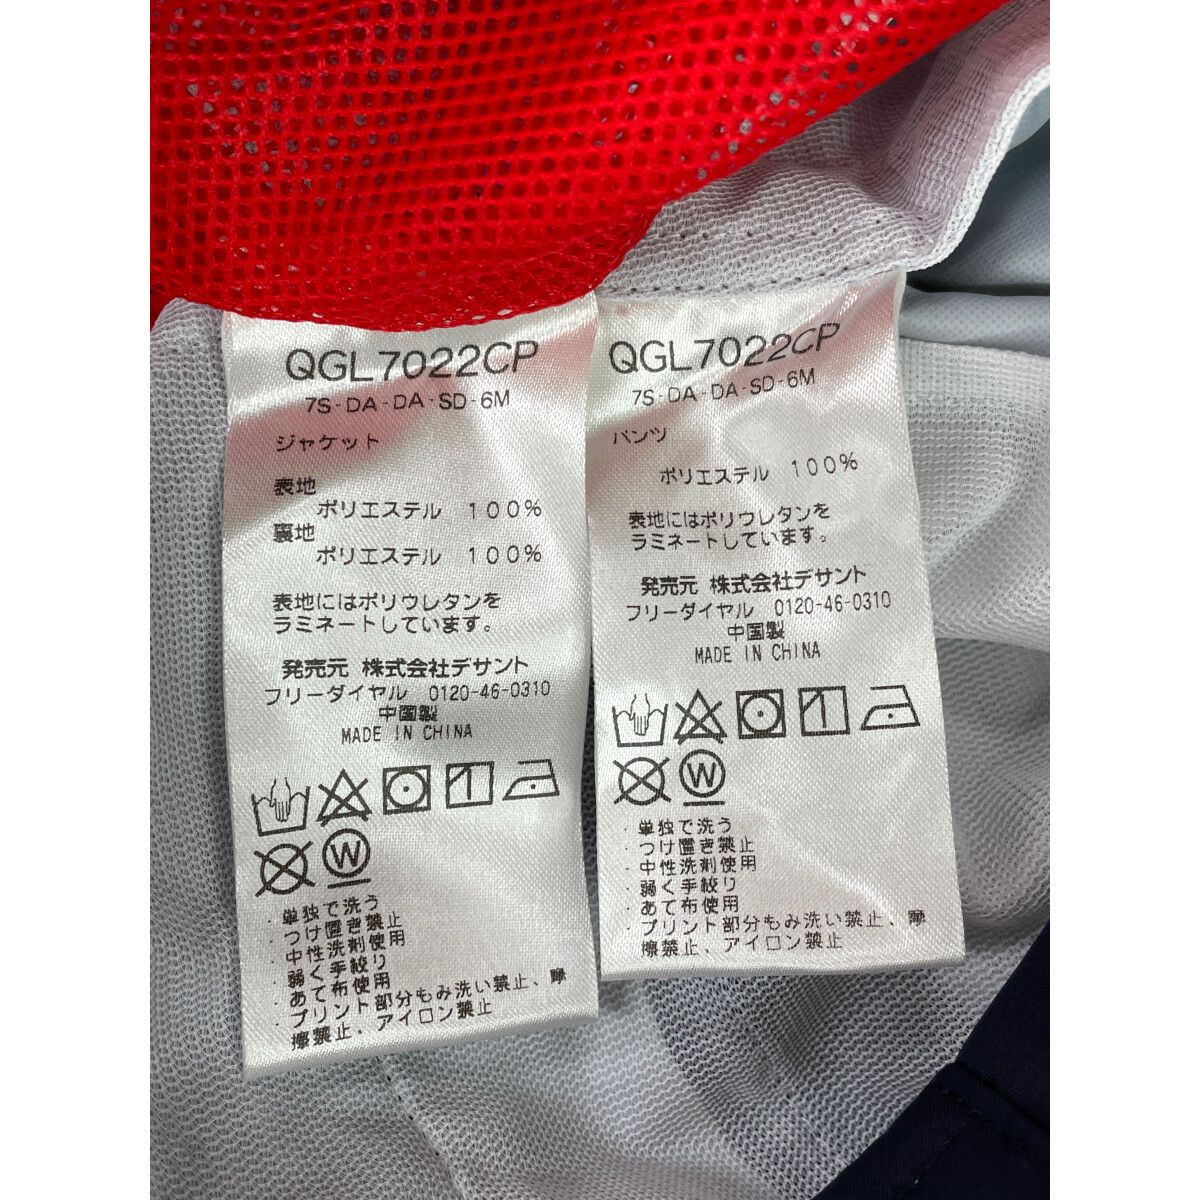 QGL7022CP
7S-DA-DA-SD-6M
ジャケット
表地
ポリエステル 100%
裏地
ポリエステル 100%
表地にはポリウレタンを
ラミネートしています。
発売元 株式会社デサント
フリーダイヤル 0120-46-0310
中国製
MADE IN CHINA
W
・単独で洗う
・つけ置き禁止
・中性洗剤使用
・弱く手絞り
・あて布使用
・プリント部分もみ洗い禁止、摩
擦禁止、アイロン禁止
QGL7022CP
7S-DA-DA-SD-6M
パンツ
ポリエステル 100%
表地にはポリウレタンを
ラミネートしています。
発売元 株式会社デサント
フリーダイヤル 0120-46-0310
中国製
MADE IN CHINA
W
・単独で洗う
・つけ置き禁止
・中性洗剤使用
・弱く手絞り
・あて布使用
・プリント部分もみ洗い禁止、摩
擦禁止、アイロン禁止